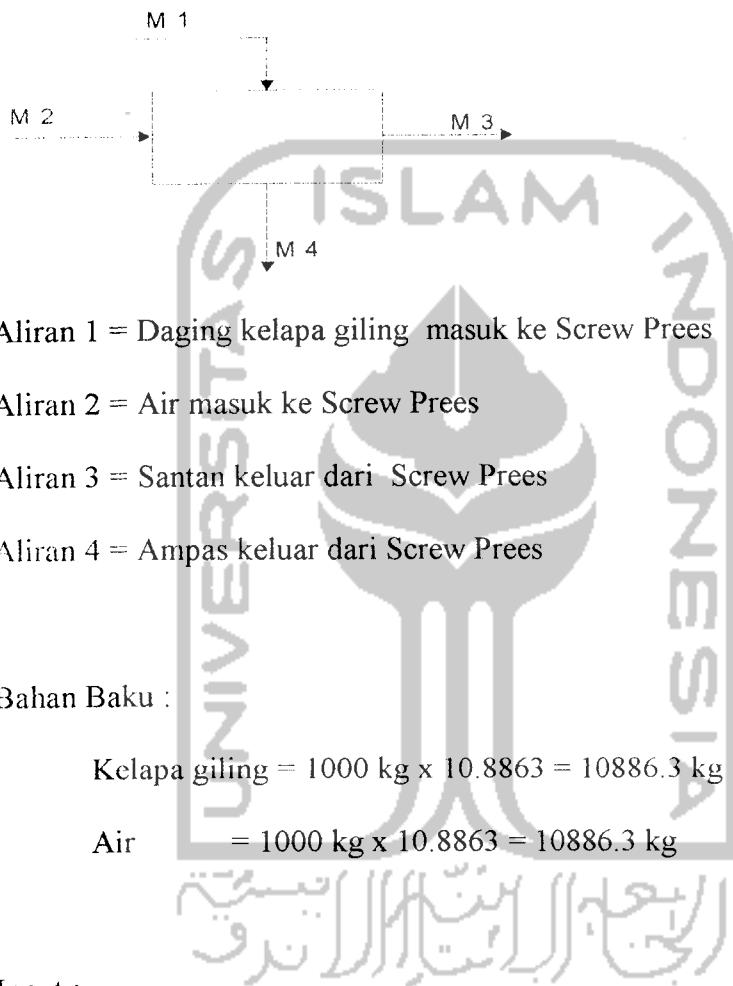 M 1
M 2
M 3
M 4
ISLAM
UNIVERSITAS
INDONESIA
Aliran 1 = Daging kelapa giling masuk ke Screw Prees
Aliran 2 = Air masuk ke Screw Prees
Aliran 3 = Santan keluar dari Screw Prees
Aliran 4 = Ampas keluar dari Screw Prees
Bahan Baku :
Kelapa giling = 1000 kg x 10.8863 = 10886.3 kg
Air = 1000 kg x 10.8863 = 10886.3 kg